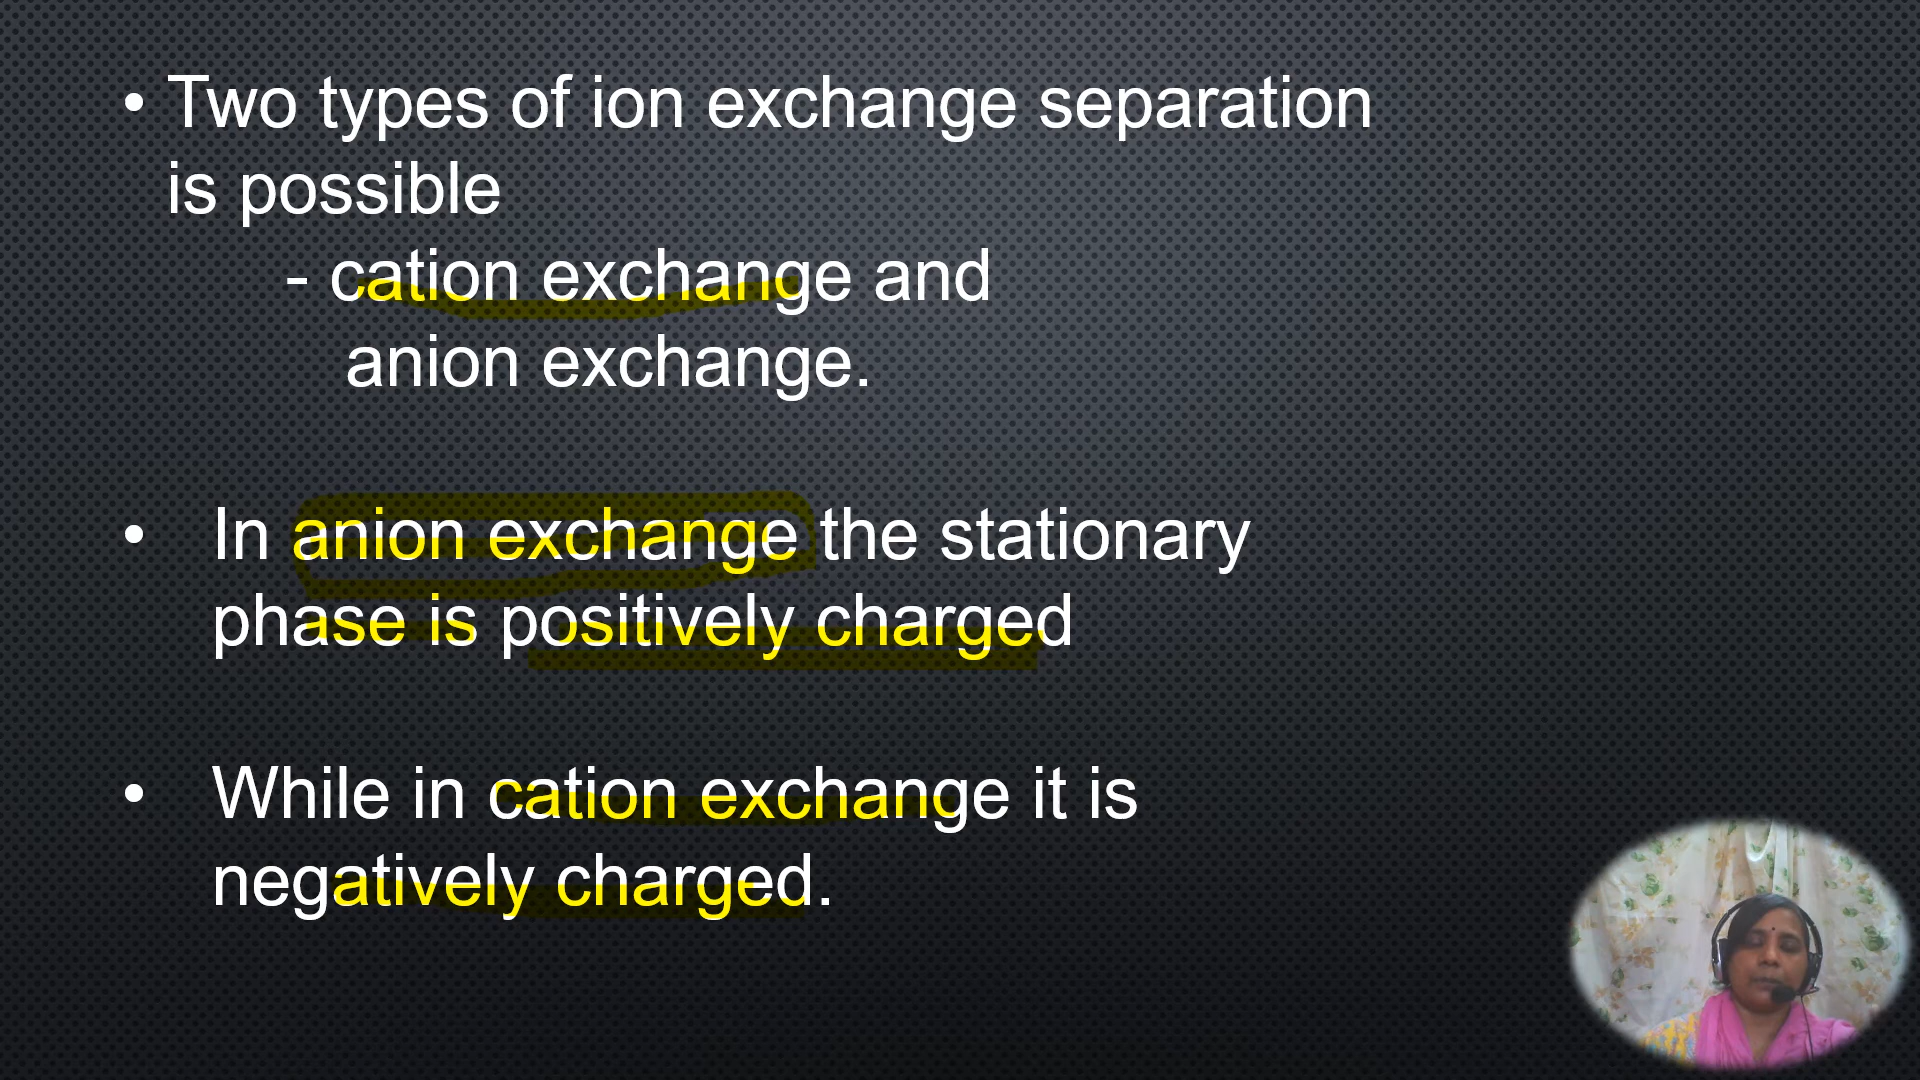 • Two types of ion exchange separation
is possible
- cation exchange and
anion exchange.
• In anion exchange the stationary
phase is positively charged
• While in cation exchange it is
negatively charged.